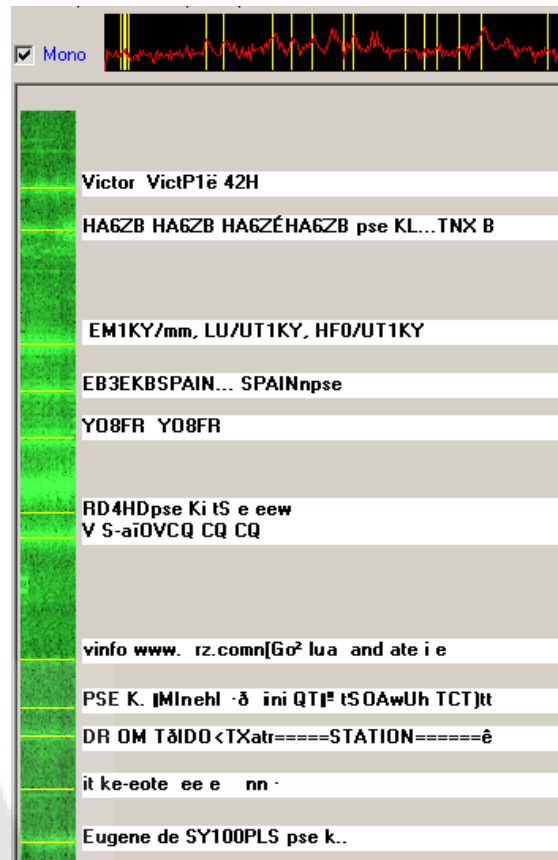 Mono
Victor VictP1ë 42H
HA6ZB HA6ZB HA6ZÉHA6ZB pse KL...TNX B
EM1KY/mm, LU/UT1KY, HF0/UT1KY
EB3EKBSPAIN... SPAINnpse
YO8FR YO8FR
RD4HDpse Ki tS e eew
V S-aïOVCQ CQ CQ
vinfo www. rz.comn[Go² lua and ate i e
PSE K. ini tSOAwUh TCT)tt
DR OM TðIDO<TXatr=====STATION======ê
it ke-eote ee e nn ·
Eugene de SY100PLS pse k..